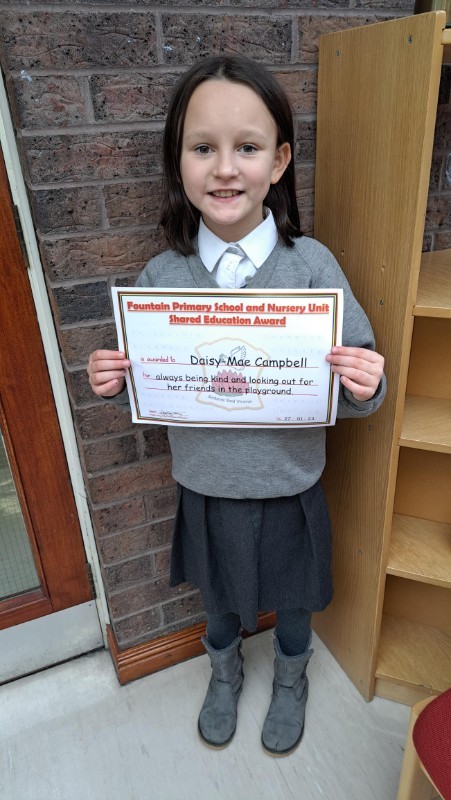 Fountain Primary School and Nursery Unit
Shared Education Award
is awarded to Daisy-Mae Campbell
for always being kind and looking out for
her friends in the playground